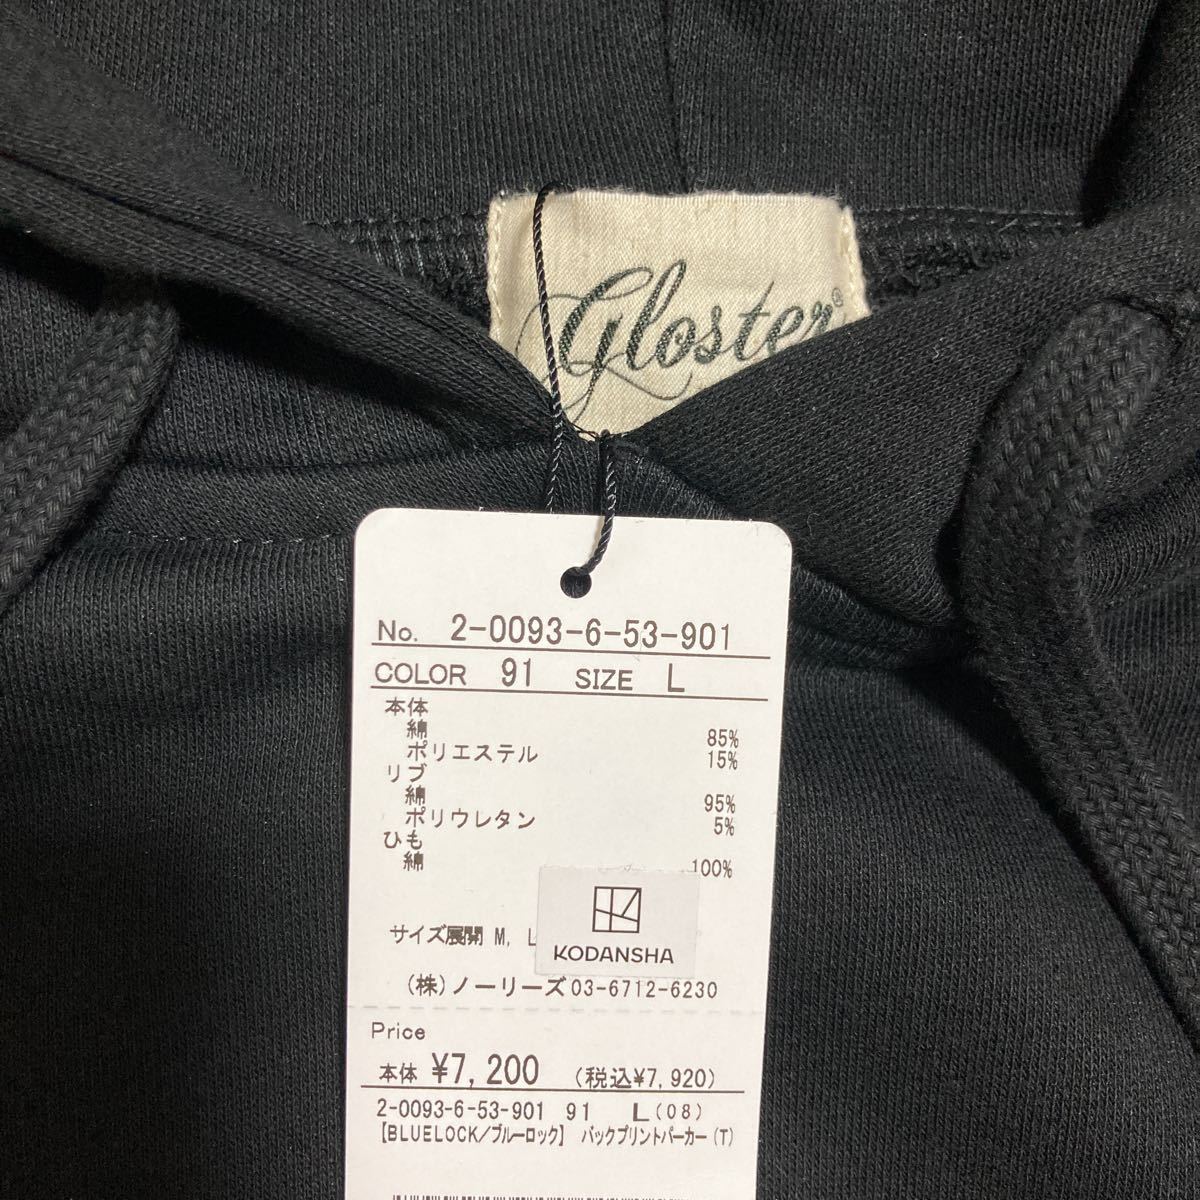 Gloster®
No. 2-0093-6-53-901
COLOR 91 SIZE L
本体
綿 85%
ポリエステル 15%
リブ
綿 95%
ポリウレタン 5%
ひも
綿 100%
サイズ展開 M, L
KODANSHA
(株)ノーリーズ 03-6712-6230
Price
本体 ¥7,200 (税込¥7,920)
2-0093-6-53-901 91 L(08)
【BLUELOCK/ブルーロック】 バックプリントパーカー(T)